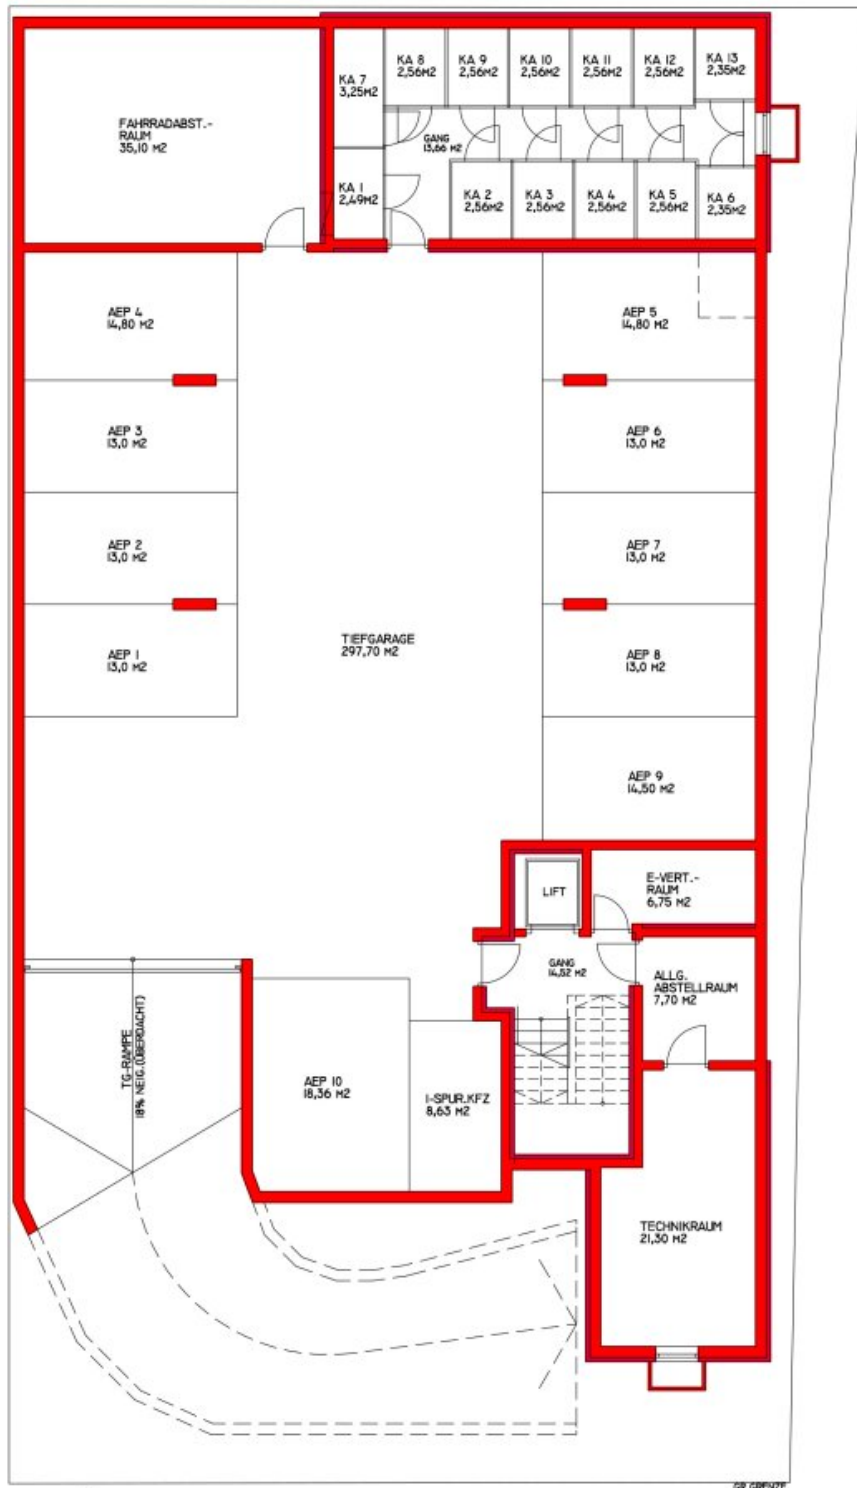 FAHRRADABST.-
RAUM
35,10 M2
KA 7
3,25M2
KA 8
2,56M2
KA 9
2,56M2
KA 10
2,56M2
KA 11
2,56M2
KA 12
2,56M2
KA 13
2,35M2
GANG
13,66 M2
KA 1
2,49M2
KA 2
2,56M2
KA 3
2,56M2
KA 4
2,56M2
KA 5
2,56M2
KA 6
2,35M2
AEP 4
14,80 M2
AEP 5
14,80 M2
AEP 3
13,0 M2
AEP 6
13,0 M2
AEP 2
13,0 M2
AEP 7
13,0 M2
TIEFGARAGE
297,70 M2
AEP 1
13,0 M2
AEP 8
13,0 M2
AEP 9
14,50 M2
LIFT
E-VERT.-
RAUM
6,75 M2
GANG
14,52 M2
ALLG.
ABSTELLRAUM
7,70 M2
TG-RAMPE
18% NEIG.(ÜBERDACHT)
AEP 10
18,36 M2
1-SPUR.KFZ
8,63 M2
TECHNIKRAUM
21,30 M2
GR.GRENZE